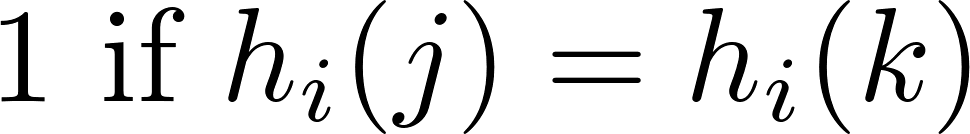 1 if h_i(j) = h_i(k)